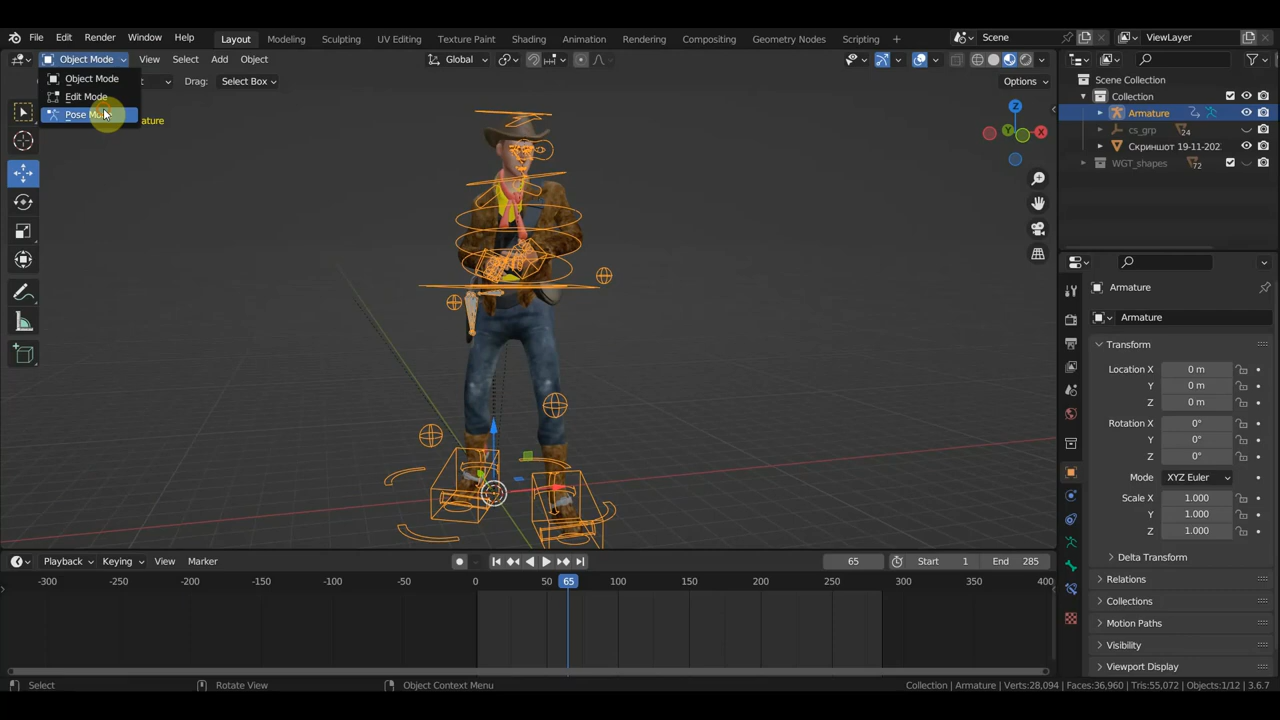 File Edit Render Window Help Layout Modeling Sculpting UV Editing Texture Paint Shading Animation Rendering Compositing Geometry Nodes Scripting Scene ViewLayer
Object Mode View Select Add Object Global
Drag: Select Box Options
Object Mode
Edit Mode
Pose Mo
ature
X
Y
Z
Scene Collection
Collection
Armature
cs_grp 24
Скриншот 19-11-202
WGT_shapes 72
Armature
Armature
Transform
Location X 0 m
Y 0 m
Z 0 m
Rotation X 0°
Y 0°
Z 0°
Mode XYZ Euler
Scale X 1.000
Y 1.000
Z 1.000
Delta Transform
Relations
Collections
Motion Paths
Visibility
Viewport Display
Playback Keying View Marker 65 Start 1 End 285
-300 -250 -200 -150 -100 -50 0 50 65 100 150 200 250 300 350 400
Select Rotate View Object Context Menu Collection | Armature | Verts:28,094 | Faces:36,960 | Tris:55,072 | Objects:1/12 | 3.6.7